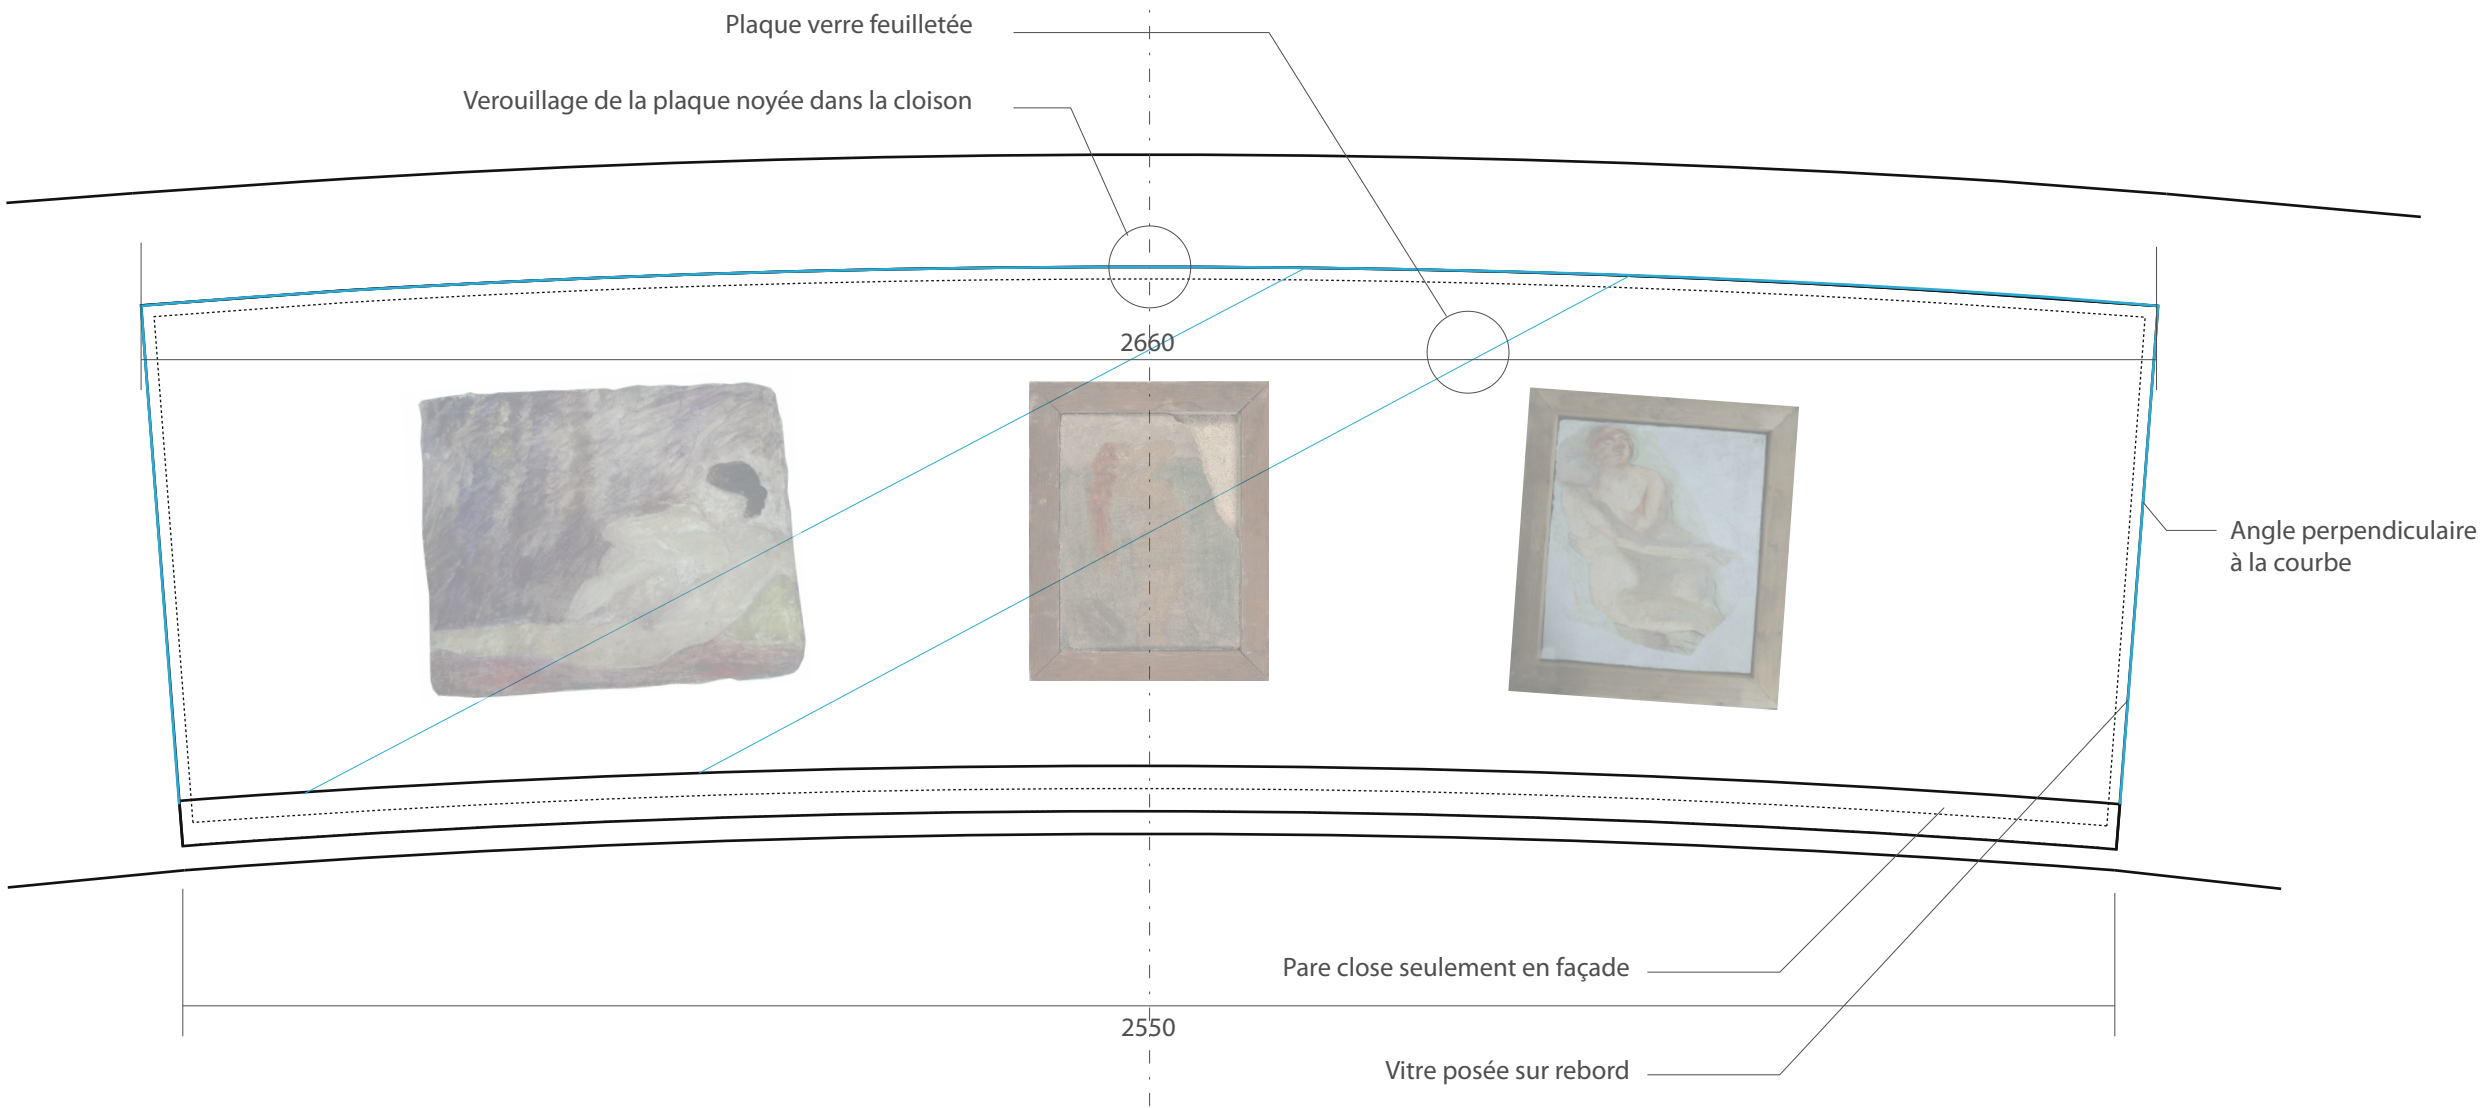 Plaque verre feuilletée
Verouillage de la plaque noyée dans la cloison
2660
Angle perpendiculaire
à la courbe
Pare close seulement en façade
2550
Vitre posée sur rebord